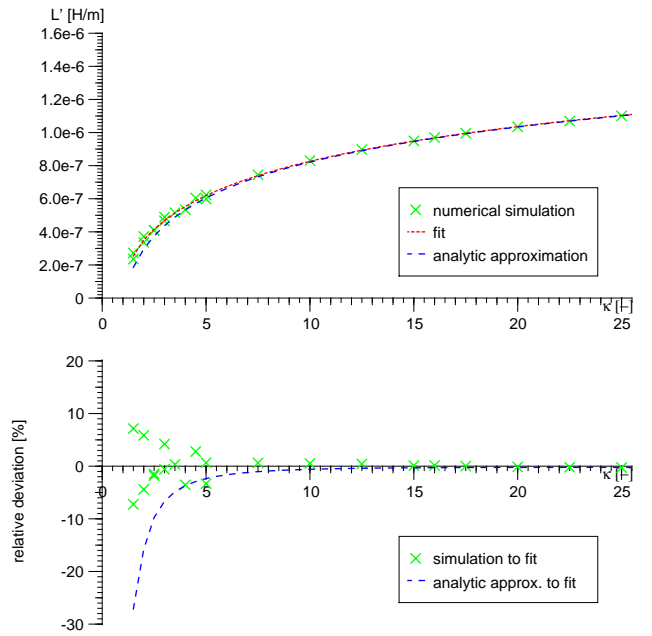 L' [H/m]
1.6e-6
1.4e-6
1.2e-6
1.0e-6
8.0e-7
6.0e-7
4.0e-7
2.0e-7
0
numerical simulation
fit
analytic approximation
0 5 10 15 20 25
κ [–]
20
10
0
-10
-20
-30
relative deviation [%]
0 5 10 15 20 25
κ [–]
simulation to fit
analytic approx. to fit